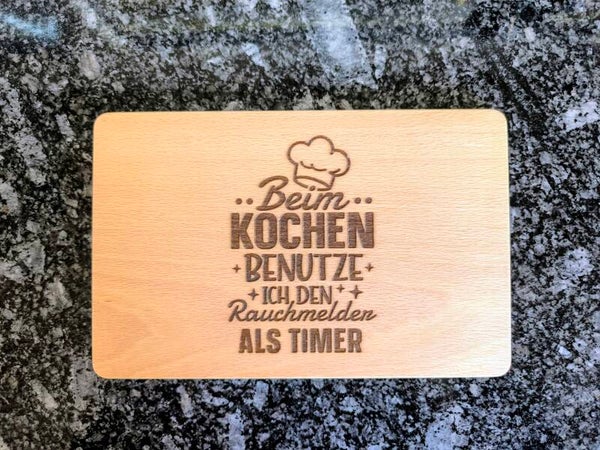 Beim
KOCHEN
BENUTZE
ICH DEN
Rauchmelder
ALS TIMER